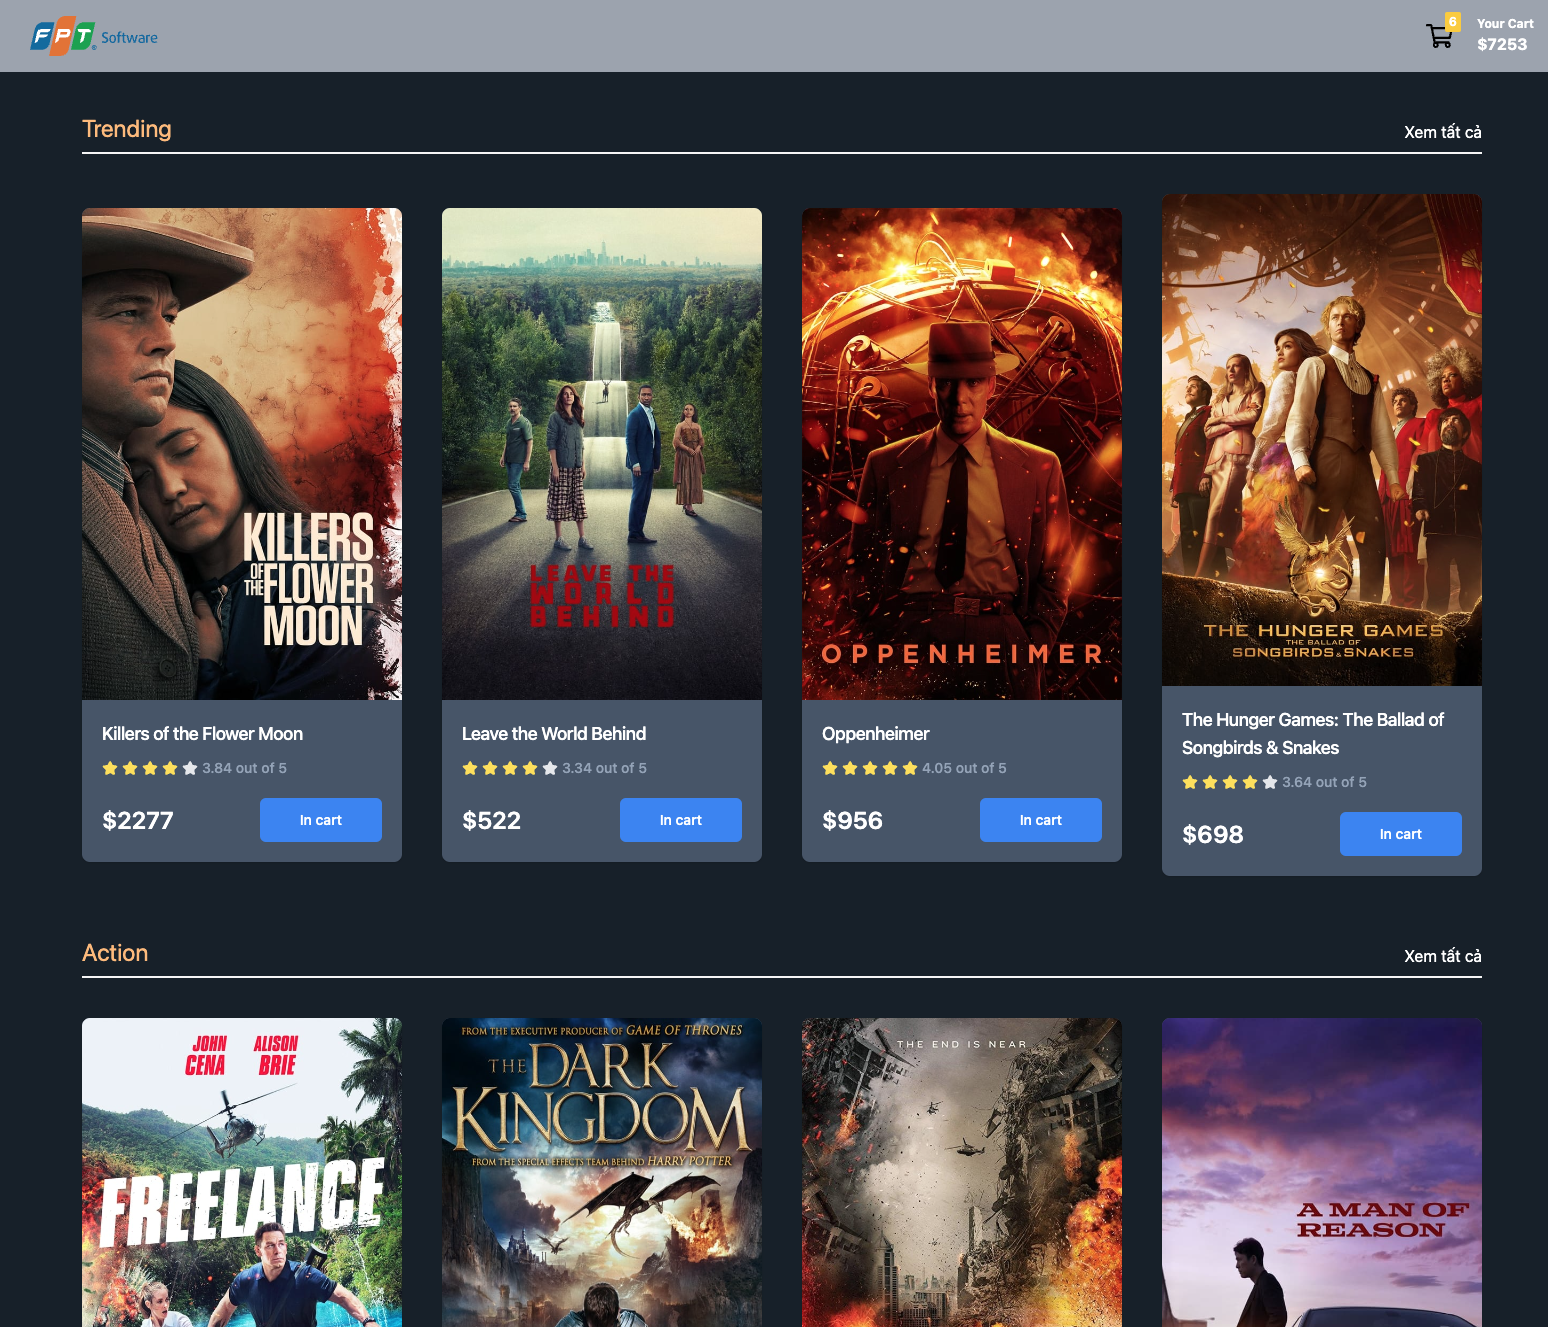 FPT Software
6
Your Cart
$7253
Trending
Xem tất cả
KILLERS
OF THE FLOWER
MOON
LEAVE THE
WORLD
BEHIND
OPPENHEIMER
THE HUNGER GAMES
THE BALLAD OF
SONGBIRDS & SNAKES
Killers of the Flower Moon
3.84 out of 5
$2277
In cart
Leave the World Behind
3.34 out of 5
$522
In cart
Oppenheimer
4.05 out of 5
$956
In cart
The Hunger Games: The Ballad of
Songbirds & Snakes
3.64 out of 5
$698
In cart
Action
Xem tất cả
JOHN CENA
ALISON BRIE
FREELANCE
FROM THE EXECUTIVE PRODUCER OF GAME OF THRONES
THE DARK
KINGDOM
FROM THE SPECIAL EFFECTS TEAM BEHIND HARRY POTTER
THE END IS NEAR
A MAN OF
REASON